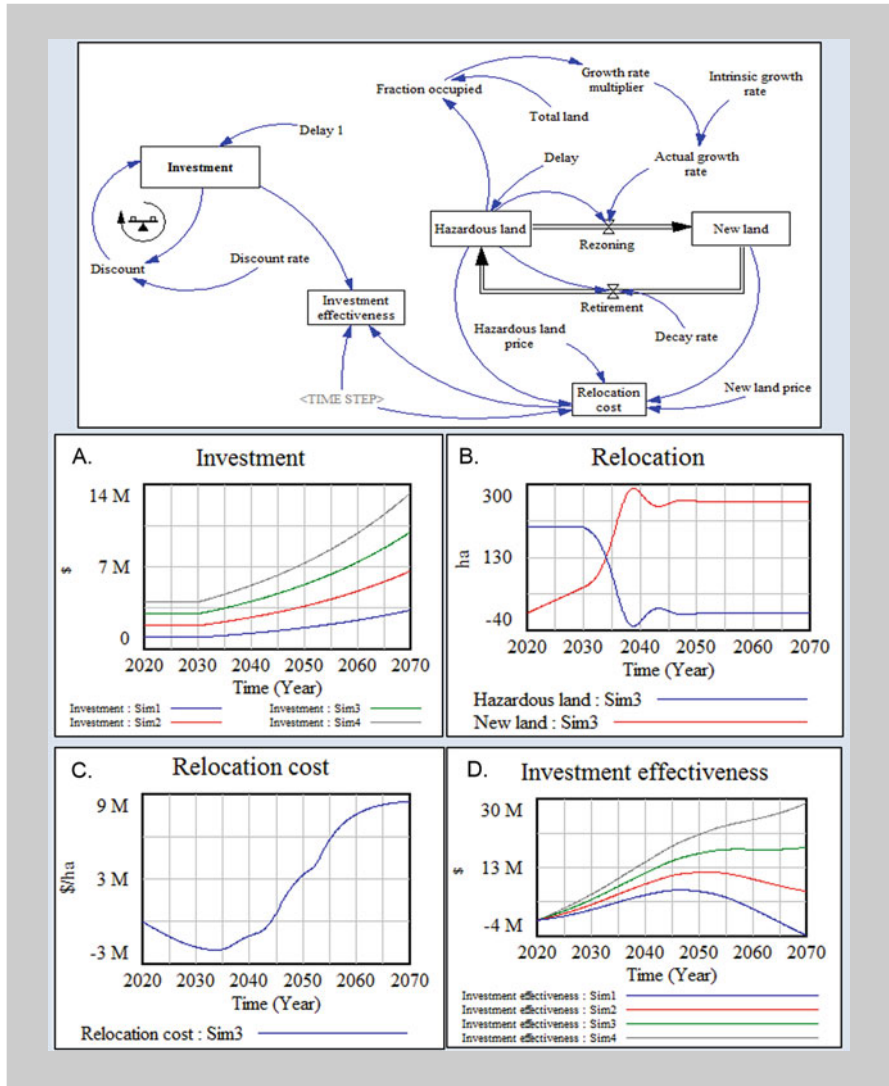 Fraction occupied
Growth rate
multiplier
Intrinsic growth
rate
Total land
Delay 1
Investment
Delay
Actual growth
rate
Hazardous land
Rezoning
New land
Discount
Discount rate
Investment
effectiveness
Retirement
Hazardous land
price
Decay rate
<TIME STEP>
Relocation
cost
New land price
A. Investment
14 M
7 M
0
$
2020 2030 2040 2050 2060 2070
Time (Year)
Investment : Sim1
Investment : Sim2
Investment : Sim3
Investment : Sim4
B. Relocation
300
130
-40
ha
2020 2030 2040 2050 2060 2070
Time (Year)
Hazardous land : Sim3
New land : Sim3
C. Relocation cost
9 M
3 M
-3 M
$/ha
2020 2030 2040 2050 2060 2070
Time (Year)
Relocation cost : Sim3
D. Investment effectiveness
30 M
13 M
-4 M
$
2020 2030 2040 2050 2060 2070
Time (Year)
Investment effectiveness : Sim1
Investment effectiveness : Sim2
Investment effectiveness : Sim3
Investment effectiveness : Sim4